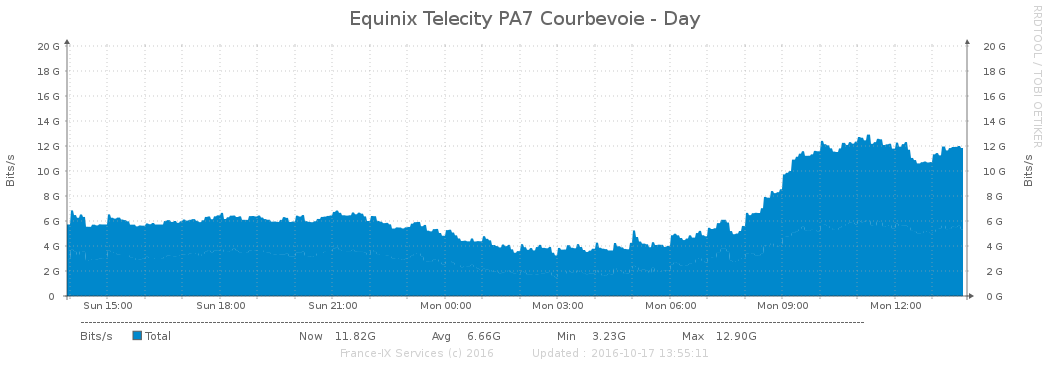 Equinix Telecity PA7 Courbevoie - Day
RRDTOOL / TOBI OETIKER
Bits/s
20 G
18 G
16 G
14 G
12 G
10 G
8 G
6 G
4 G
2 G
0
20 G
18 G
16 G
14 G
12 G
10 G
8 G
6 G
4 G
2 G
0 G
Bits/s
Sun 15:00 Sun 18:00 Sun 21:00 Mon 00:00 Mon 03:00 Mon 06:00 Mon 09:00 Mon 12:00
Bits/s Total Now 11.82G Avg 6.66G Min 3.23G Max 12.90G
France-IX Services (c) 2016 Updated : 2016-10-17 13:55:11